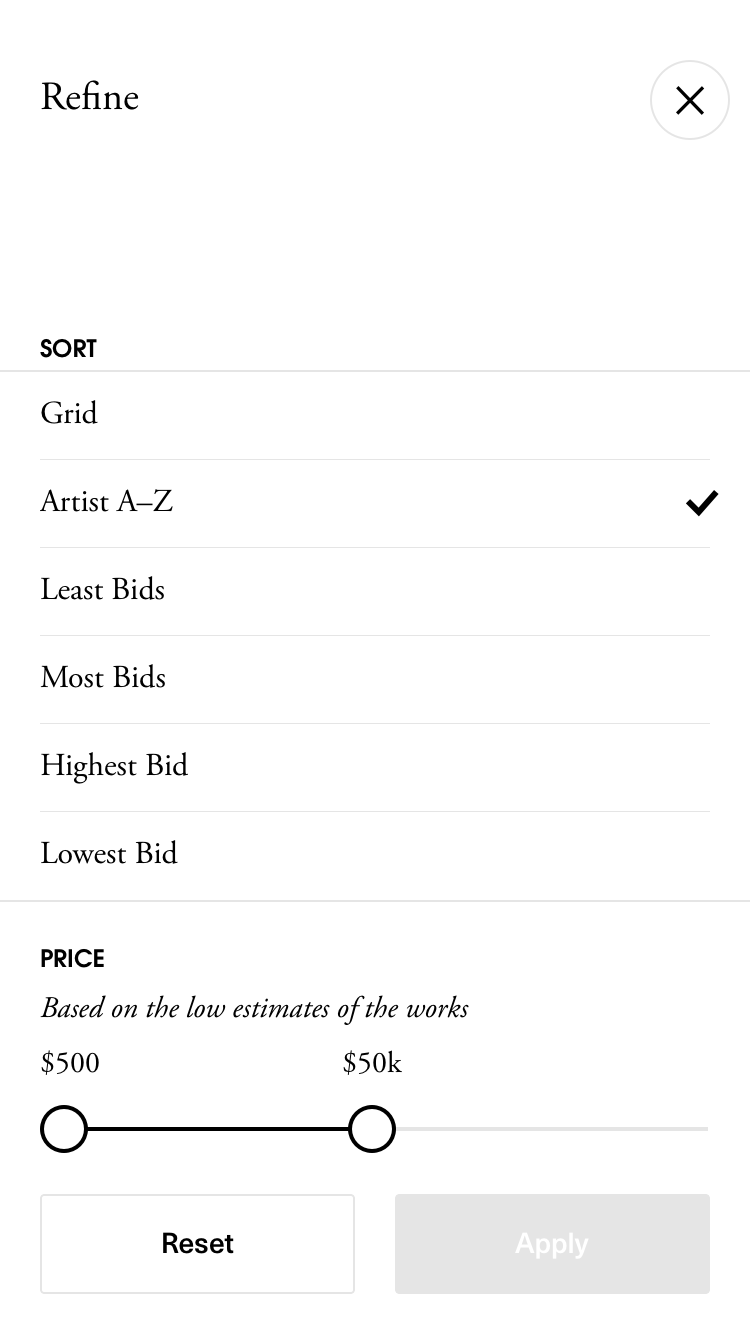 Refine
SORT
Grid
Artist A–Z
Least Bids
Most Bids
Highest Bid
Lowest Bid
PRICE
Based on the low estimates of the works
$500 $50k
Reset Apply